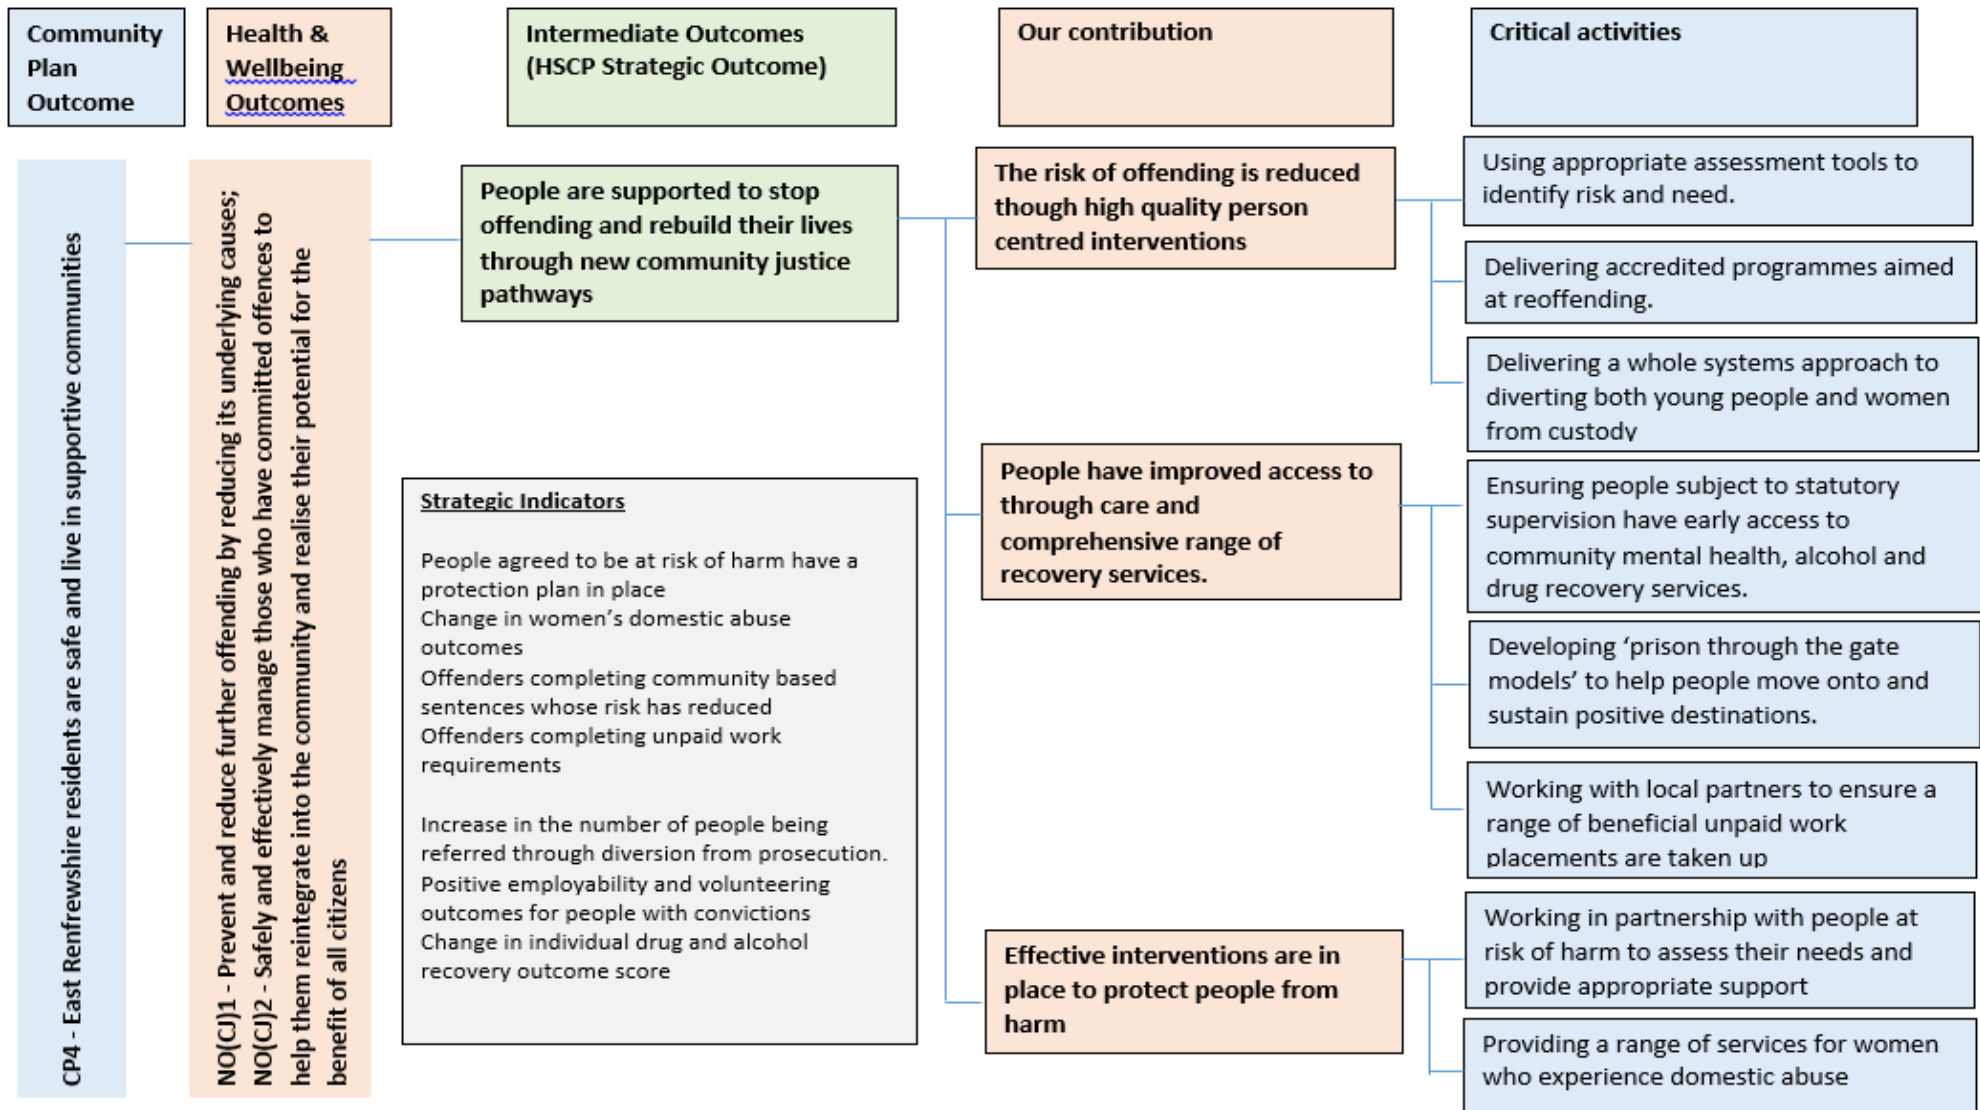 Community
Plan
Outcome
Health &
Wellbeing
Outcomes
Intermediate Outcomes
(HSCP Strategic Outcome)
Our contribution
Critical activities
CP4 - East Renfrewshire residents are safe and live in supportive communities
NO(CJ)1 - Prevent and reduce further offending by reducing its underlying causes;
NO(CJ)2 - Safely and effectively manage those who have committed offences to
help them reintegrate into the community and realise their potential for the
benefit of all citizens
People are supported to stop
offending and rebuild their lives
through new community justice
pathways
Strategic Indicators
People agreed to be at risk of harm have a
protection plan in place
Change in women’s domestic abuse
outcomes
Offenders completing community based
sentences whose risk has reduced
Offenders completing unpaid work
requirements
Increase in the number of people being
referred through diversion from prosecution.
Positive employability and volunteering
outcomes for people with convictions
Change in individual drug and alcohol
recovery outcome score
The risk of offending is reduced
though high quality person
centred interventions
Using appropriate assessment tools to
identify risk and need.
Delivering accredited programmes aimed
at reoffending.
Delivering a whole systems approach to
diverting both young people and women
from custody
People have improved access to
through care and
comprehensive range of
recovery services.
Ensuring people subject to statutory
supervision have early access to
community mental health, alcohol and
drug recovery services.
Developing ‘prison through the gate
models’ to help people move onto and
sustain positive destinations.
Working with local partners to ensure a
range of beneficial unpaid work
placements are taken up
Effective interventions are in
place to protect people from
harm
Working in partnership with people at
risk of harm to assess their needs and
provide appropriate support
Providing a range of services for women
who experience domestic abuse